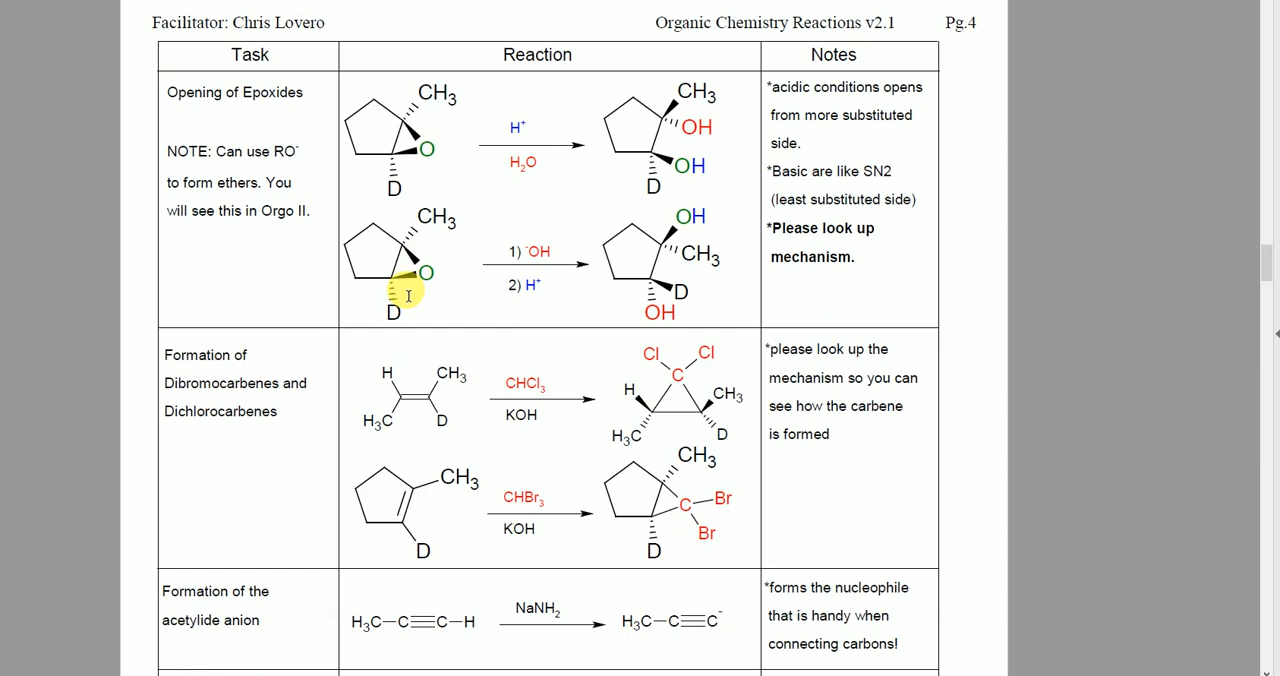 Facilitator: Chris Lovero Organic Chemistry Reactions v2.1 Pg.4
Task Reaction Notes
Opening of Epoxides
NOTE: Can use RO⁻
to form ethers. You
will see this in Orgo II.
CH₃
O
D
H⁺
H₂O
CH₃
OH
OH
D
CH₃
O
D
1) ⁻OH
2) H⁺
OH
CH₃
D
OH
*acidic conditions opens
from more substituted
side.
*Basic are like SN2
(least substituted side)
*Please look up
mechanism.
Formation of
Dibromocarbenes and
Dichlorocarbenes
H CH₃
H₃C D
CHCl₃
KOH
Cl Cl
C
H CH₃
H₃C D
CH₃
D
CHBr₃
KOH
CH₃
C Br
Br
D
*please look up the
mechanism so you can
see how the carbene
is formed
Formation of the
acetylide anion
H₃C–C≡C–H
NaNH₂
H₃C–C≡C⁻
*forms the nucleophile
that is handy when
connecting carbons!